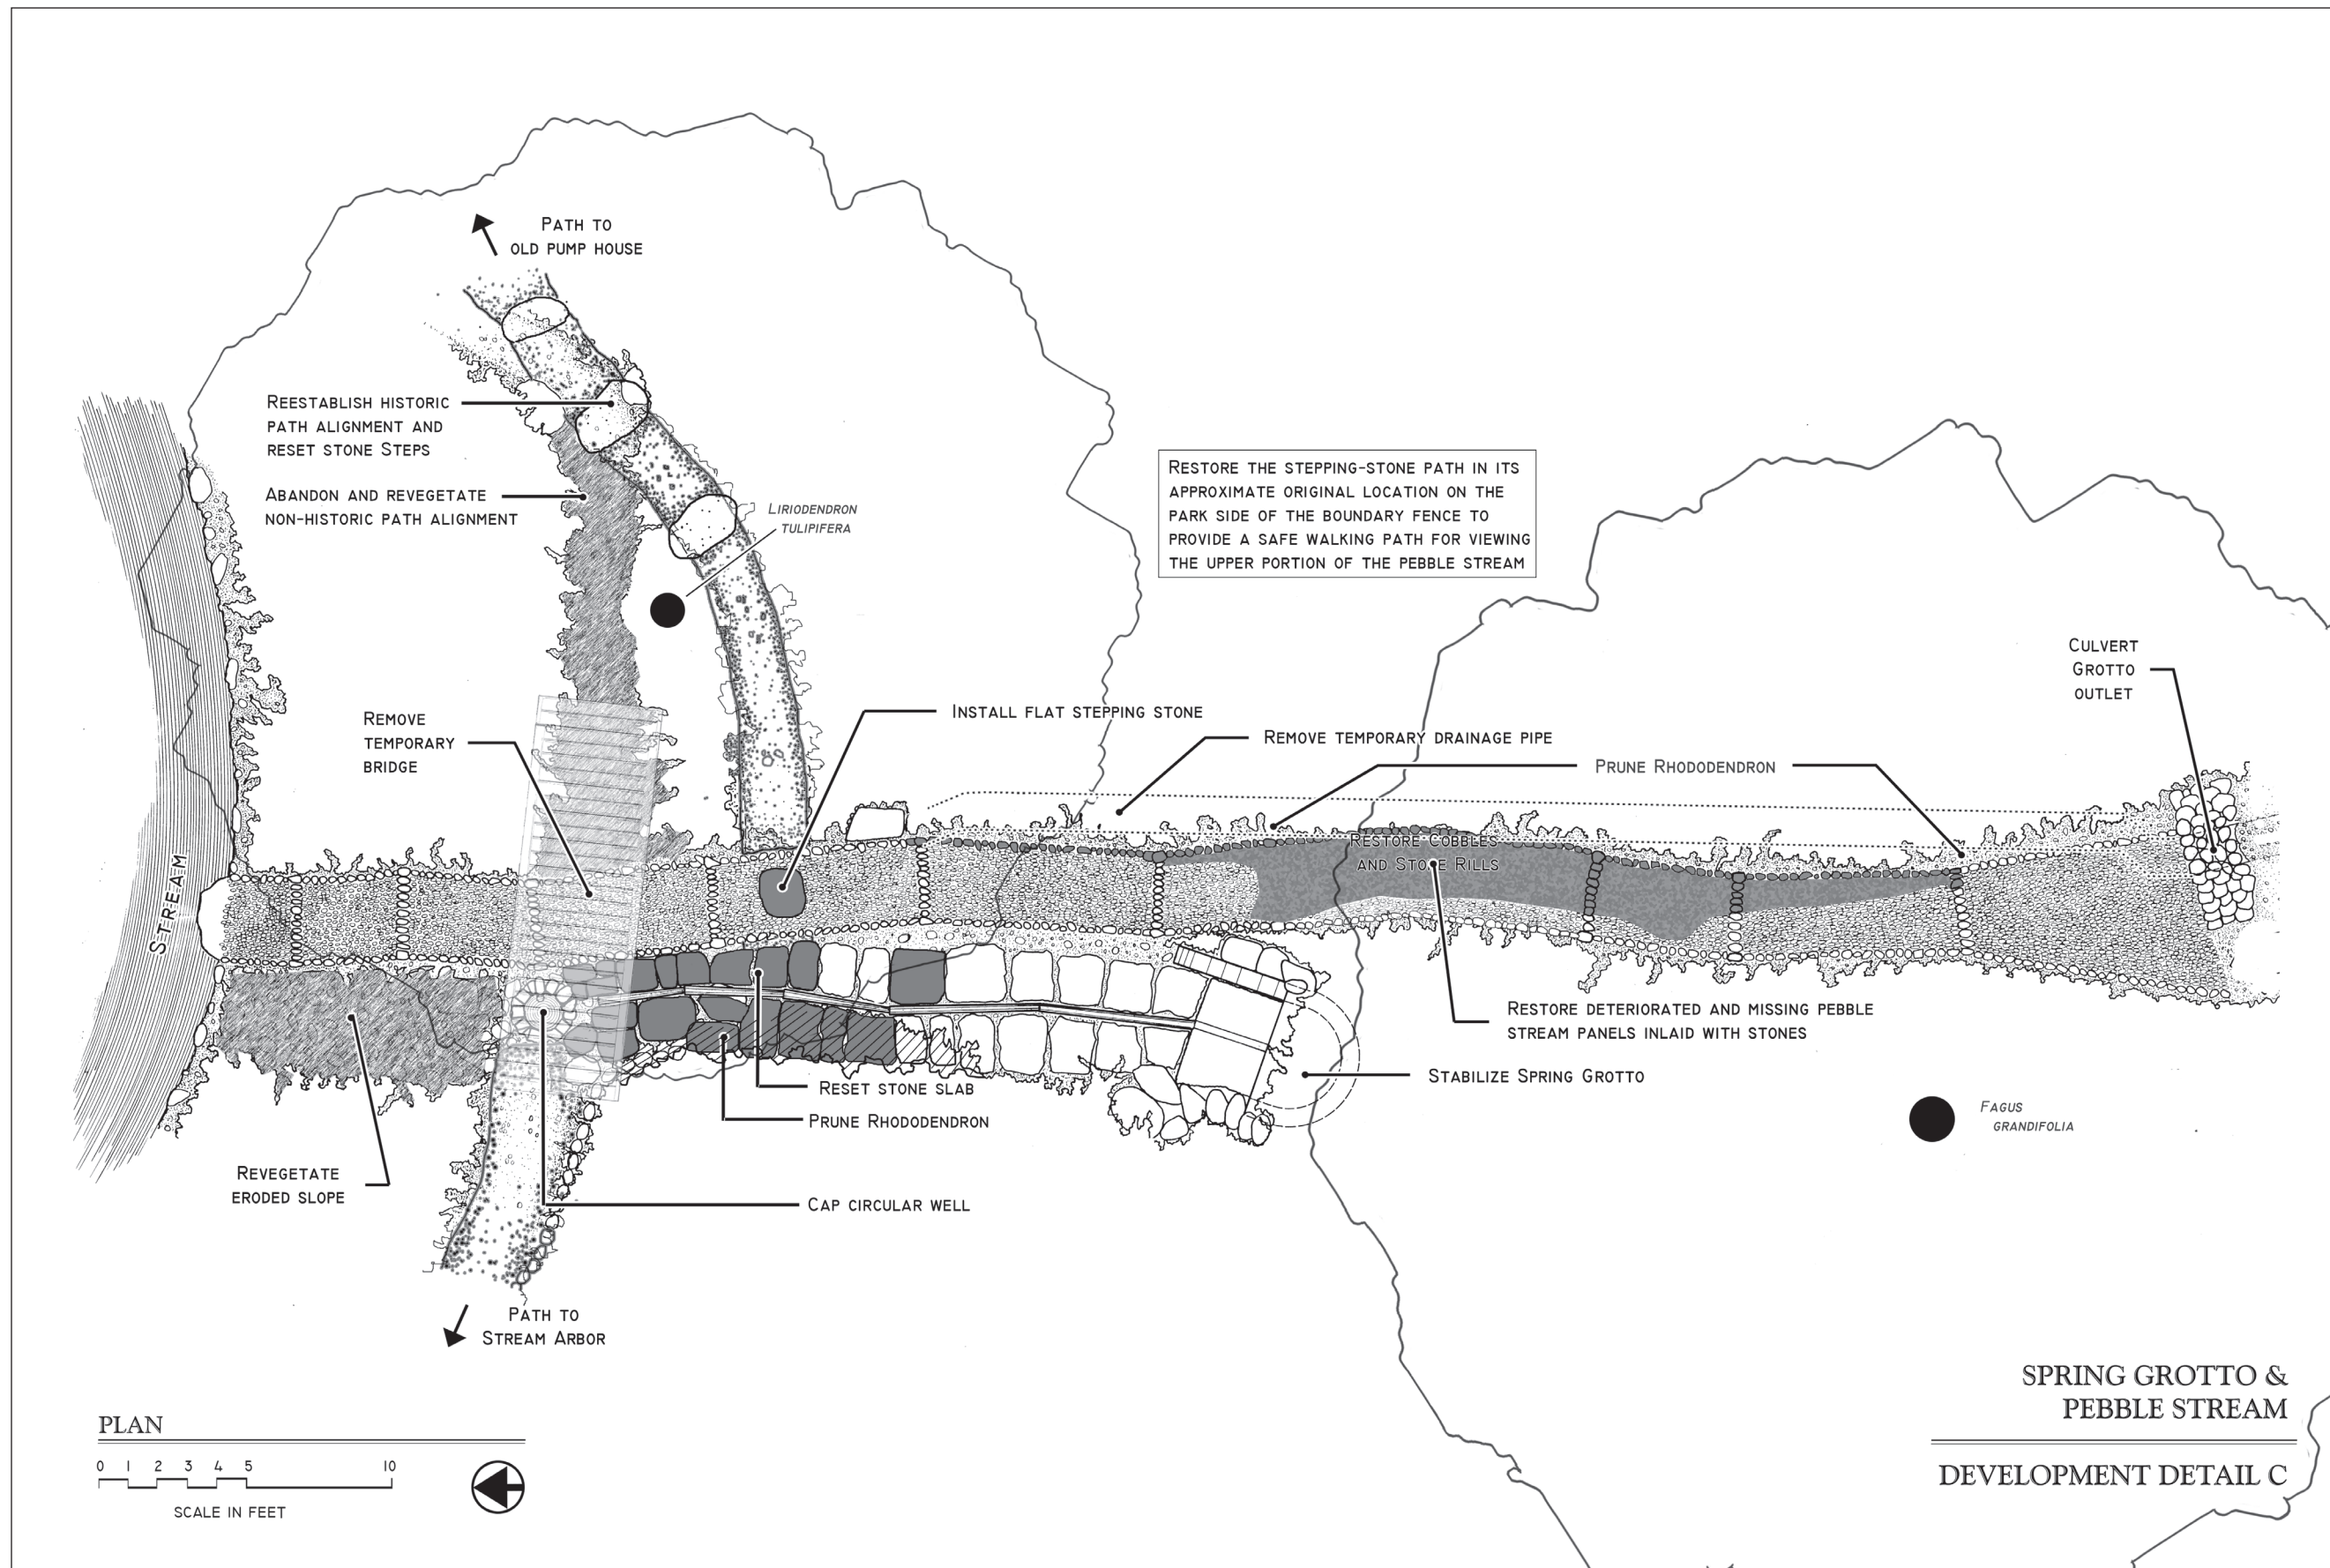 Path to
old pump house
Reestablish historic
path alignment and
reset stone Steps
Abandon and revegetate
non-historic path alignment
Liriodendron
tulipifera
Restore the stepping-stone path in its
approximate original location on the
park side of the boundary fence to
provide a safe walking path for viewing
the upper portion of the pebble stream
Culvert
Grotto
outlet
Remove
temporary
bridge
Install flat stepping stone
Remove temporary drainage pipe
Prune Rhododendron
Restore Cobbles
and Stone Rills
Stream
Restore deteriorated and missing pebble
stream panels inlaid with stones
Stabilize Spring Grotto
Reset stone slab
Prune Rhododendron
Fagus
grandifolia
Revegetate
eroded slope
Cap circular well
Path to
Stream Arbor
SPRING GROTTO &
PEBBLE STREAM
DEVELOPMENT DETAIL C
PLAN
0 1 2 3 4 5 10
SCALE IN FEET